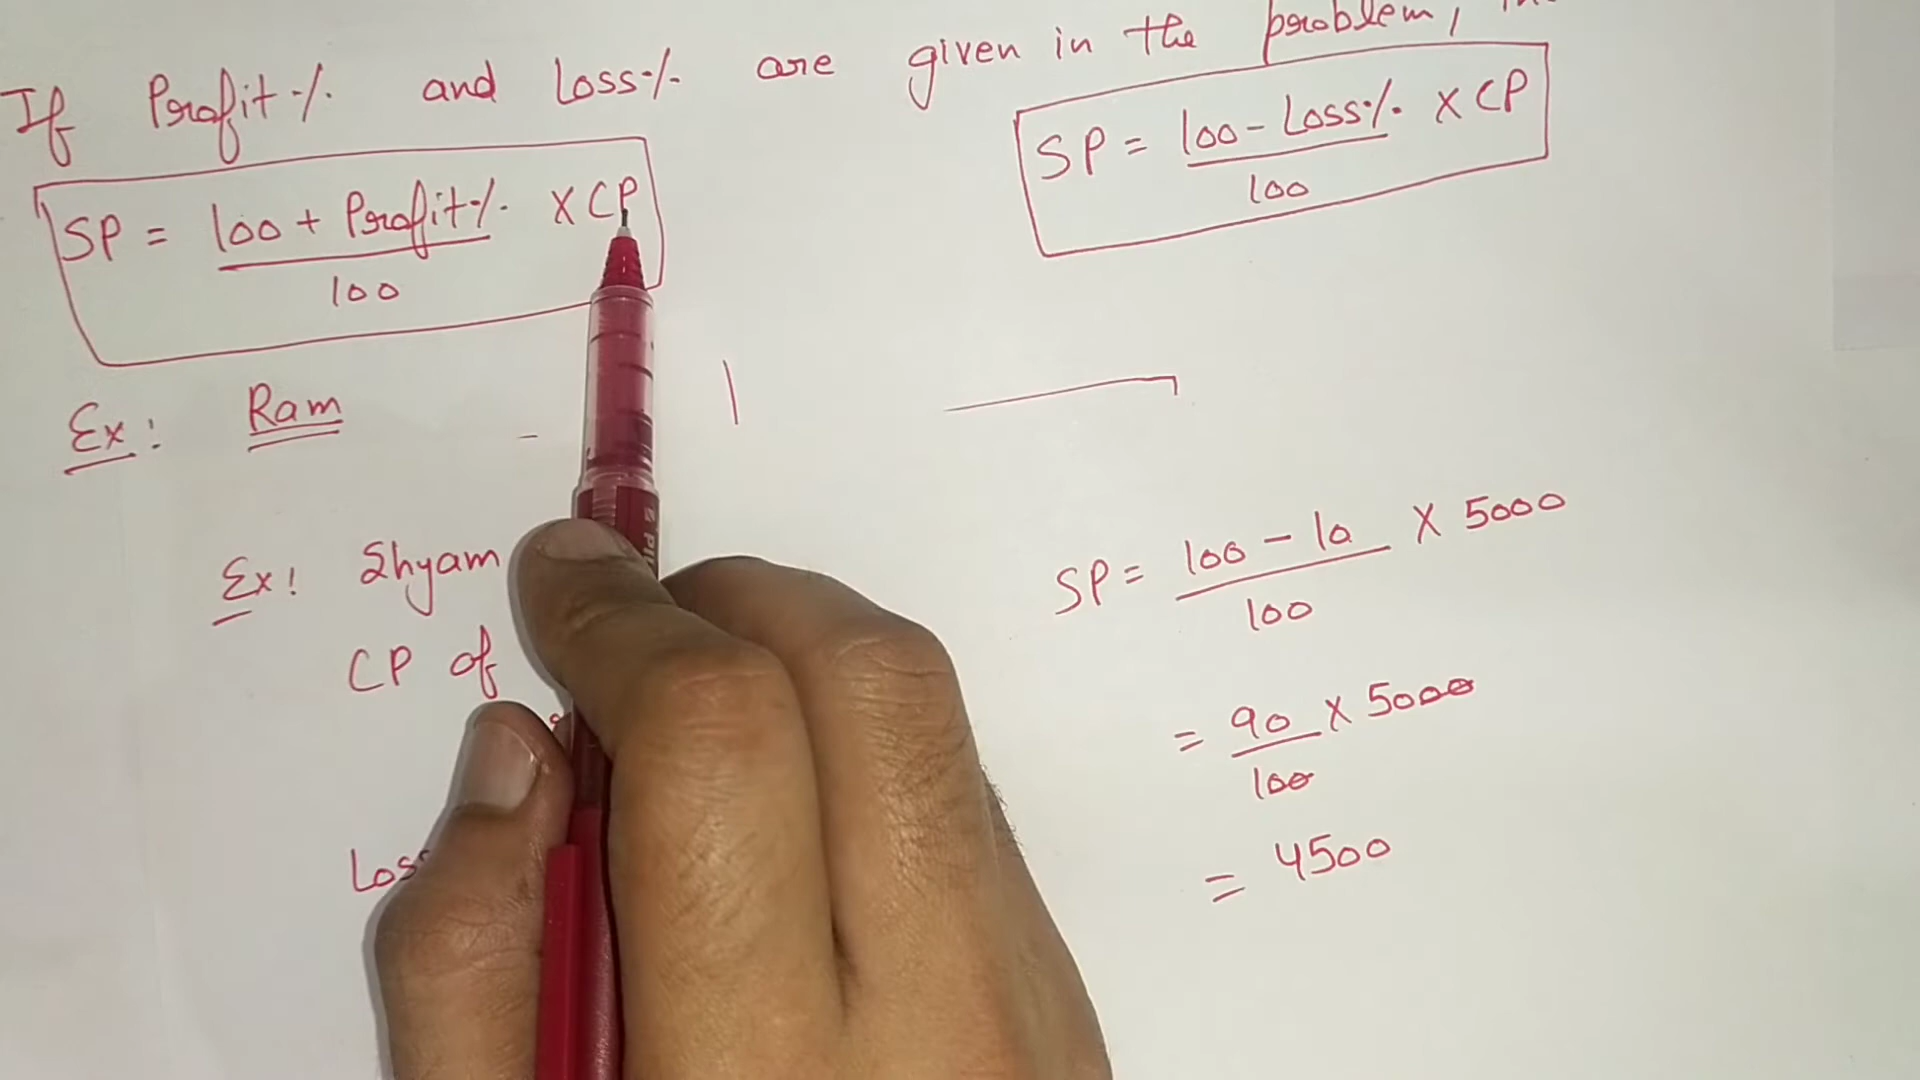 If Profit% and Loss% are given in the problem,
SP = 100 + Profit% / 100 X CP
SP = 100 - Loss% / 100 X CP
Ex: Ram
Ex: Shyam
CP of
Loss
SP = 100 - 10 / 100 X 5000
= 90 / 100 X 5000
= 4500